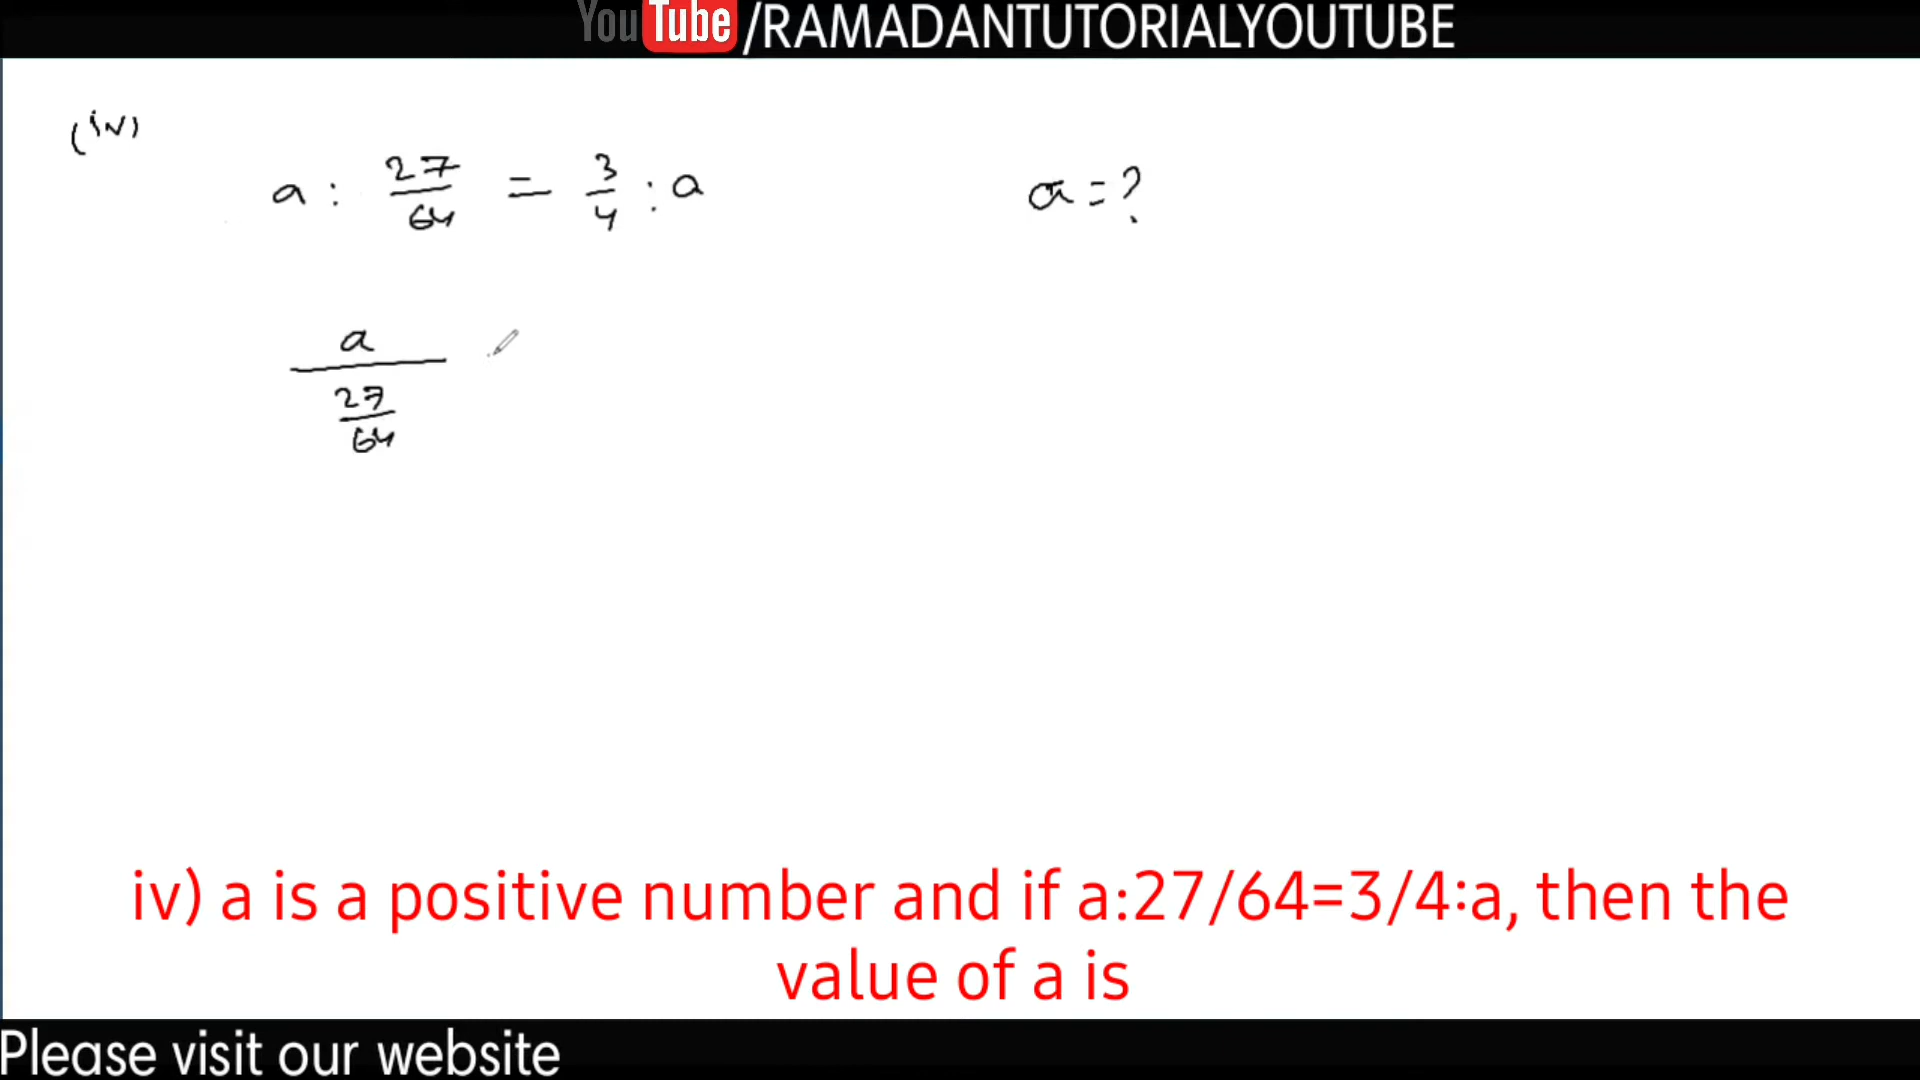 YouTube/RAMADANTUTORIALYOUTUBE
(iv)
a : 27/64 = 3/4 : a
a = ?
a
27
64
iv) a is a positive number and if a:27/64=3/4:a, then the
value of a is
Please visit our website